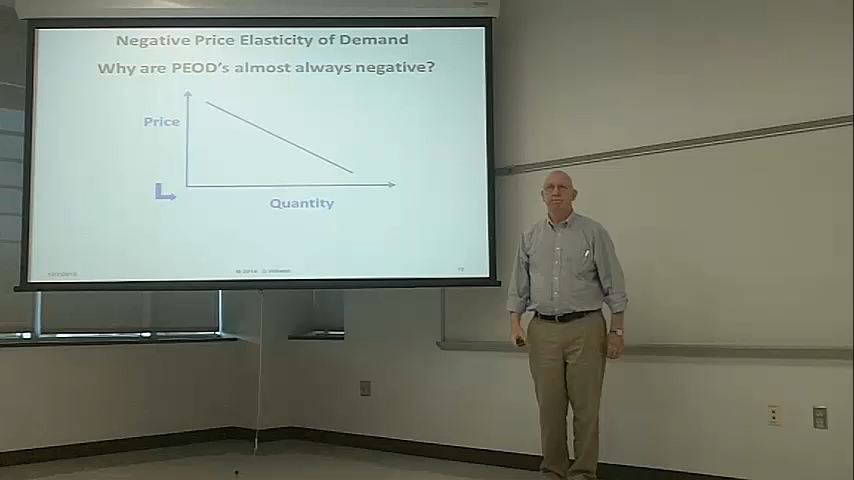 Negative Price Elasticity of Demand
Why are PEOD's almost always negative?
Price
Quantity